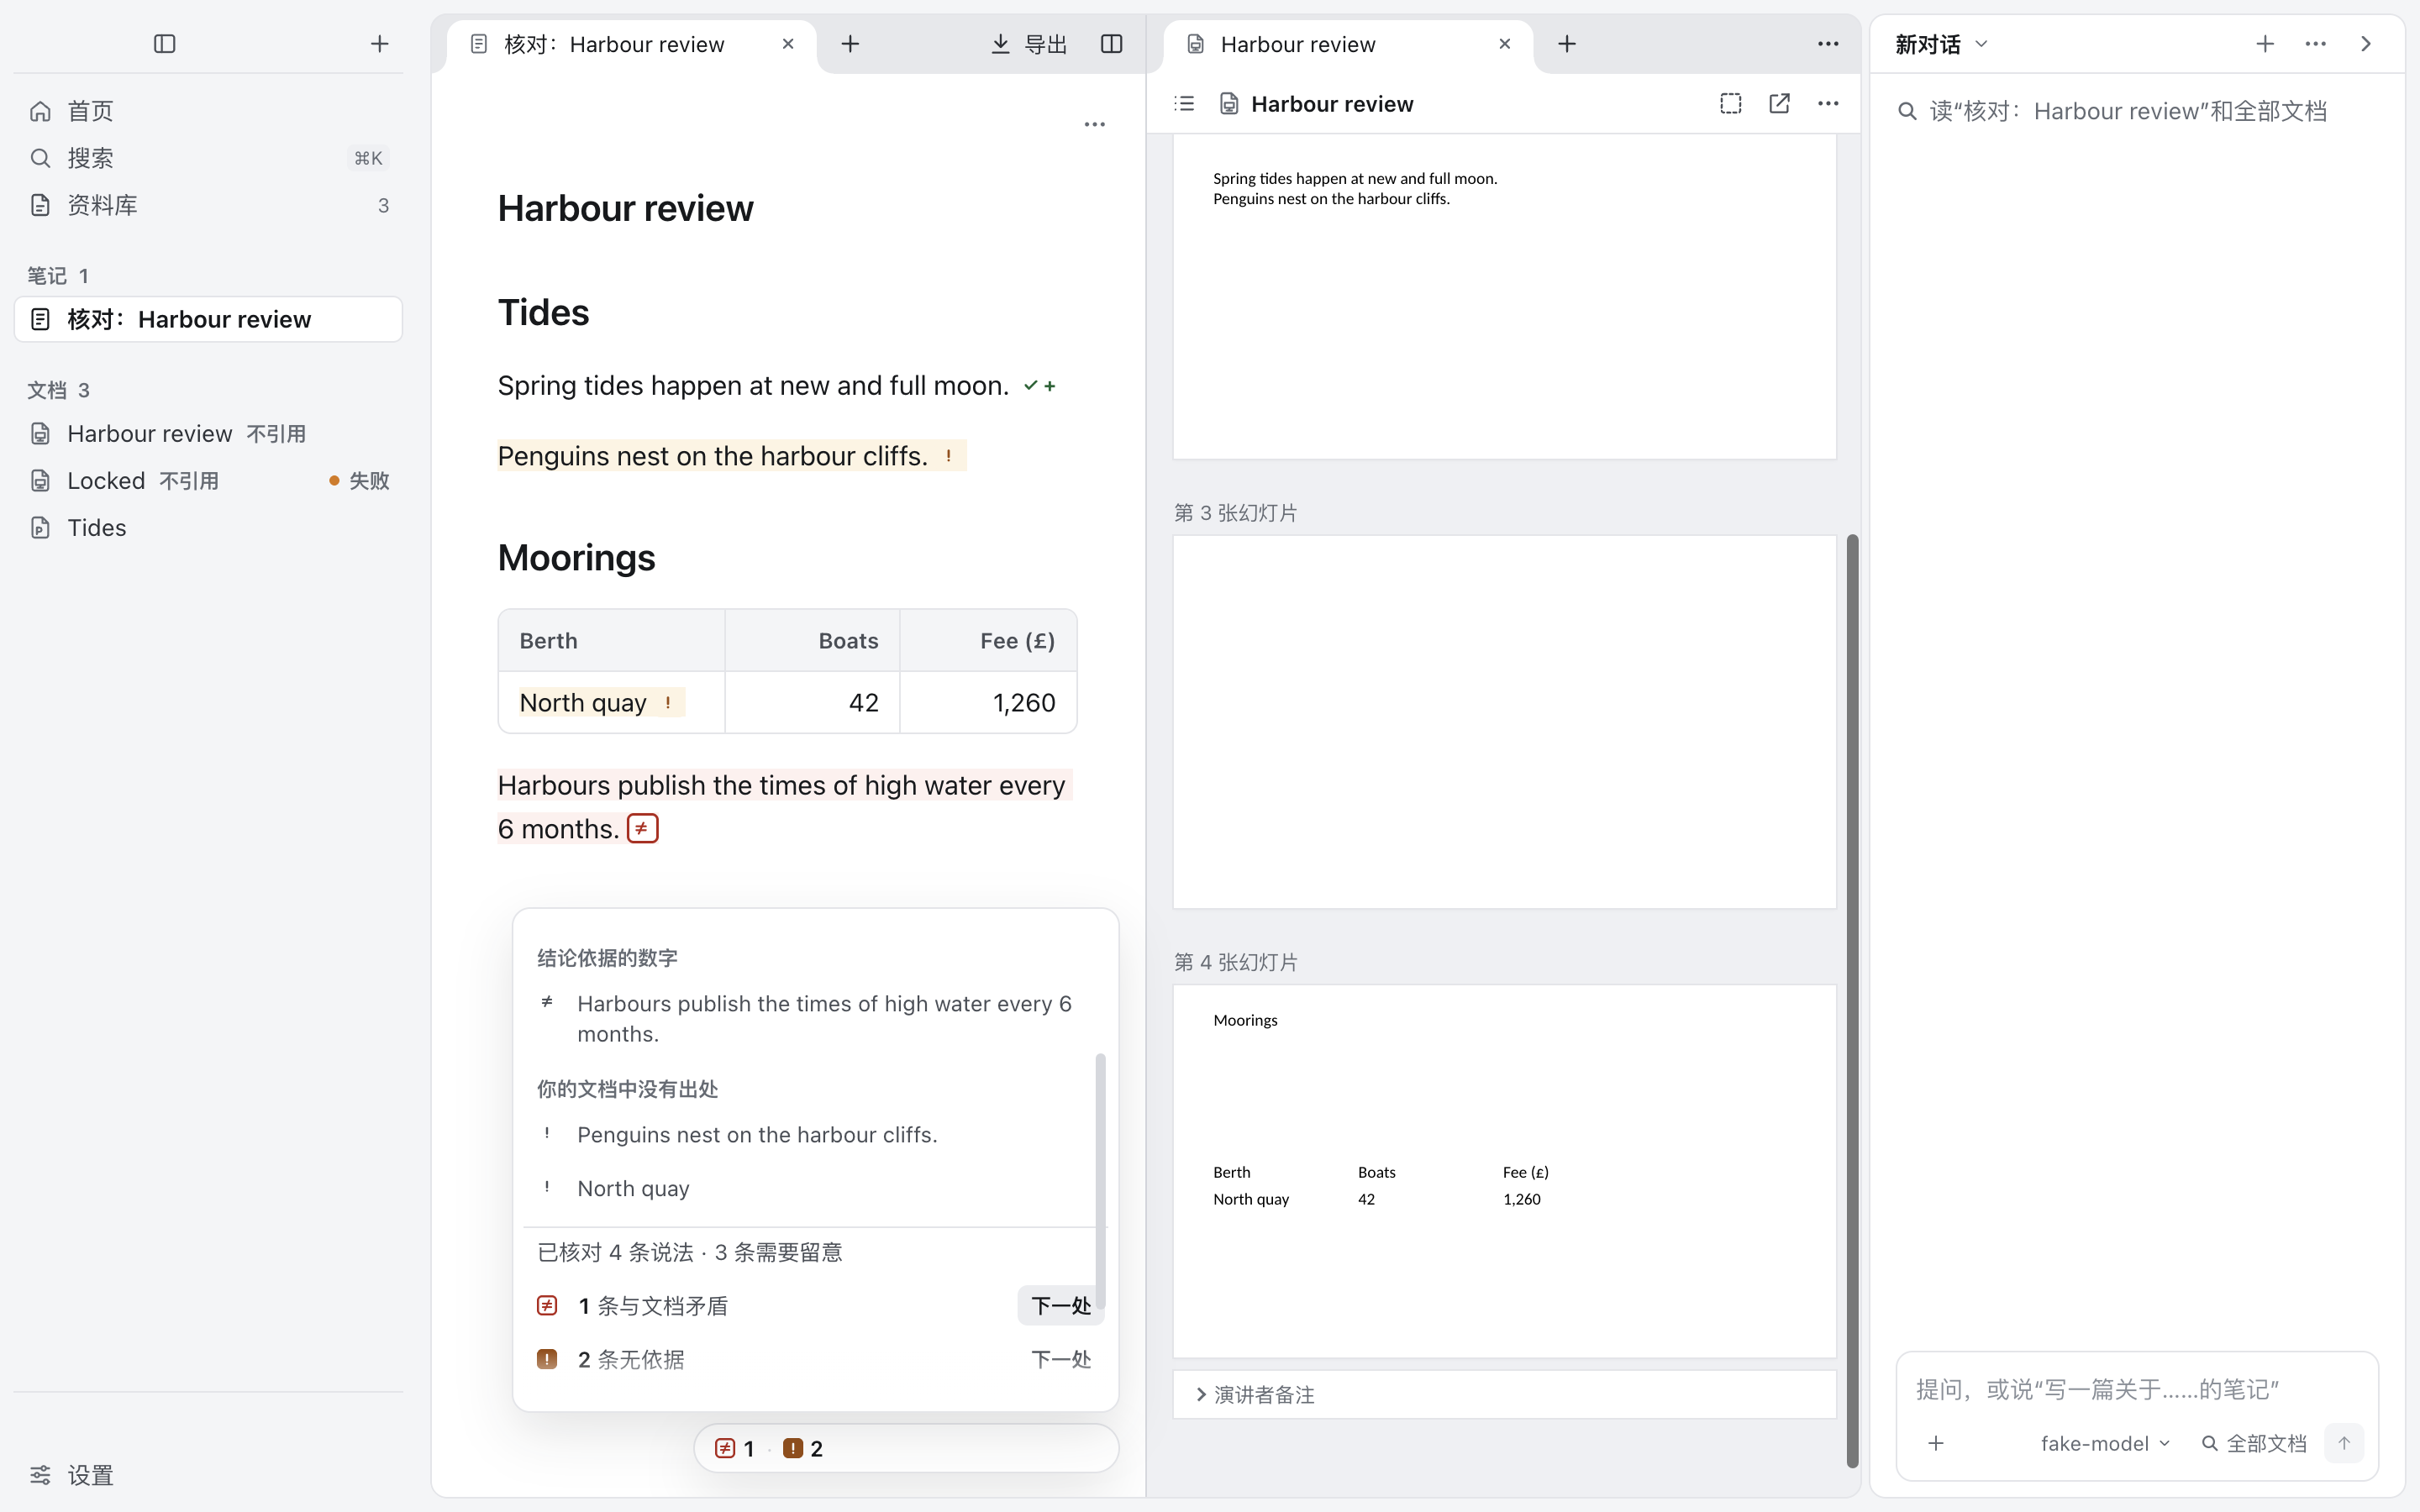 首页
搜索 ⌘K
资料库 3
笔记 1
核对：Harbour review
文档 3
Harbour review 不引用
Locked 不引用 失败
Tides
设置
核对：Harbour review
导出
Harbour review
Tides
Spring tides happen at new and full moon. ✓+
Penguins nest on the harbour cliffs. !
Moorings
Berth Boats Fee (£)
North quay ! 42 1,260
Harbours publish the times of high water every
6 months. ≠
结论依据的数字
≠ Harbours publish the times of high water every 6
months.
你的文档中没有出处
! Penguins nest on the harbour cliffs.
! North quay
已核对 4 条说法 · 3 条需要留意
≠ 1 条与文档矛盾 下一处
! 2 条无依据 下一处
≠ 1 · ! 2
Harbour review
Harbour review
Spring tides happen at new and full moon.
Penguins nest on the harbour cliffs.
第 3 张幻灯片
第 4 张幻灯片
Moorings
Berth Boats Fee (£)
North quay 42 1,260
演讲者备注
新对话
读“核对：Harbour review”和全部文档
提问，或说“写一篇关于……的笔记”
fake-model 全部文档